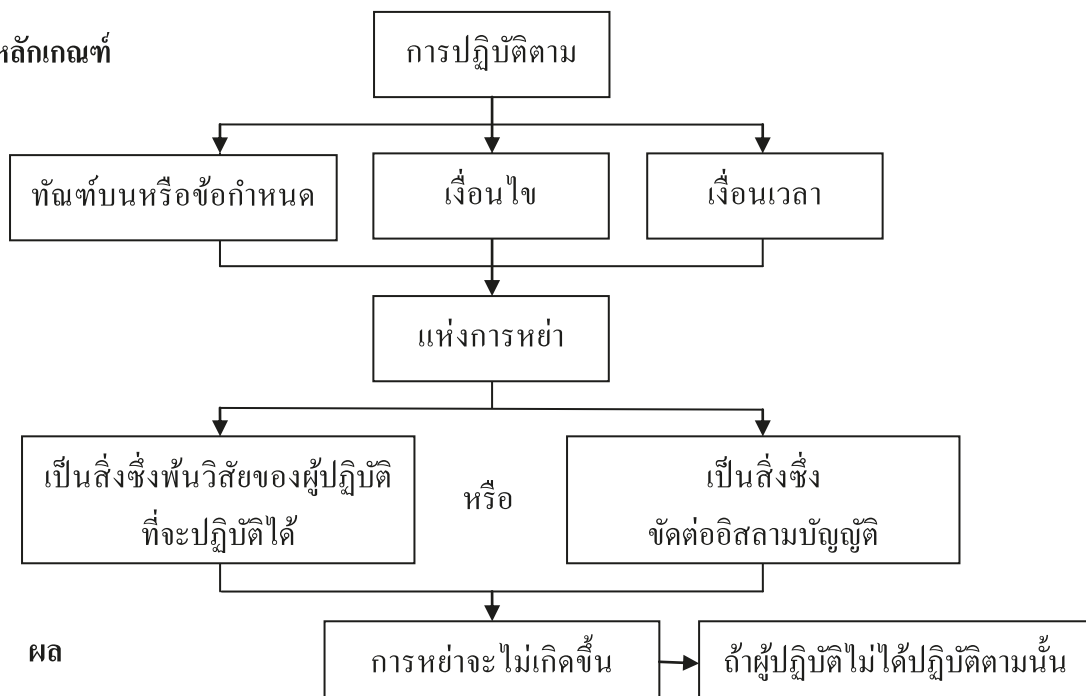 หลักเกณฑ์
การปฏิบัติตาม
ทัณฑ์บนหรือข้อกำหนด
เงื่อนไข
เงื่อนเวลา
แห่งการหย่า
เป็นสิ่งซึ่งพ้นวิสัยของผู้ปฏิบัติ
ที่จะปฏิบัติได้
หรือ
เป็นสิ่งซึ่ง
ขัดต่ออิสลามบัญญัติ
ผล
การหย่าจะไม่เกิดขึ้น
ถ้าผู้ปฏิบัติไม่ได้ปฏิบัติตามนั้น